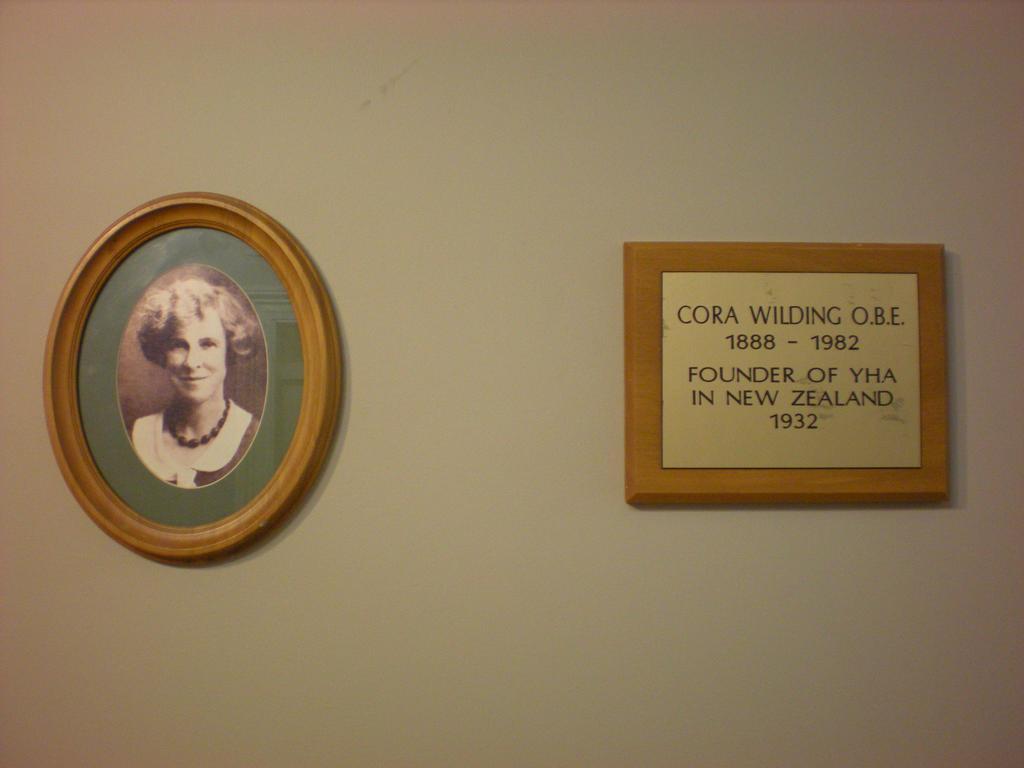 CORA WILDING O.B.E.
1888 - 1982
FOUNDER OF YHA
IN NEW ZEALAND
1932